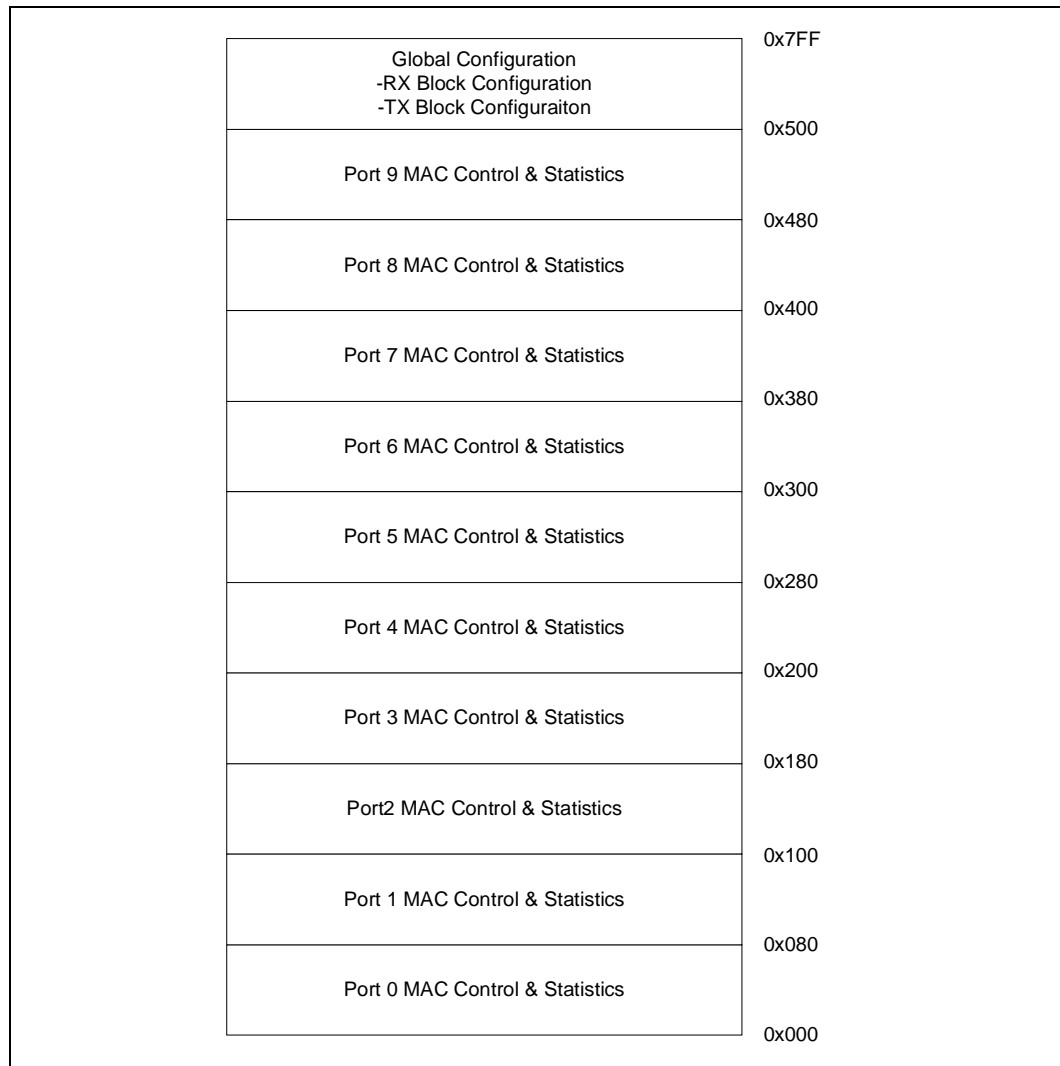 0x7FF
Global Configuration
-RX Block Configuration
-TX Block Configuraiton
0x500
Port 9 MAC Control & Statistics
0x480
Port 8 MAC Control & Statistics
0x400
Port 7 MAC Control & Statistics
0x380
Port 6 MAC Control & Statistics
0x300
Port 5 MAC Control & Statistics
0x280
Port 4 MAC Control & Statistics
0x200
Port 3 MAC Control & Statistics
0x180
Port2 MAC Control & Statistics
0x100
Port 1 MAC Control & Statistics
0x080
Port 0 MAC Control & Statistics
0x000